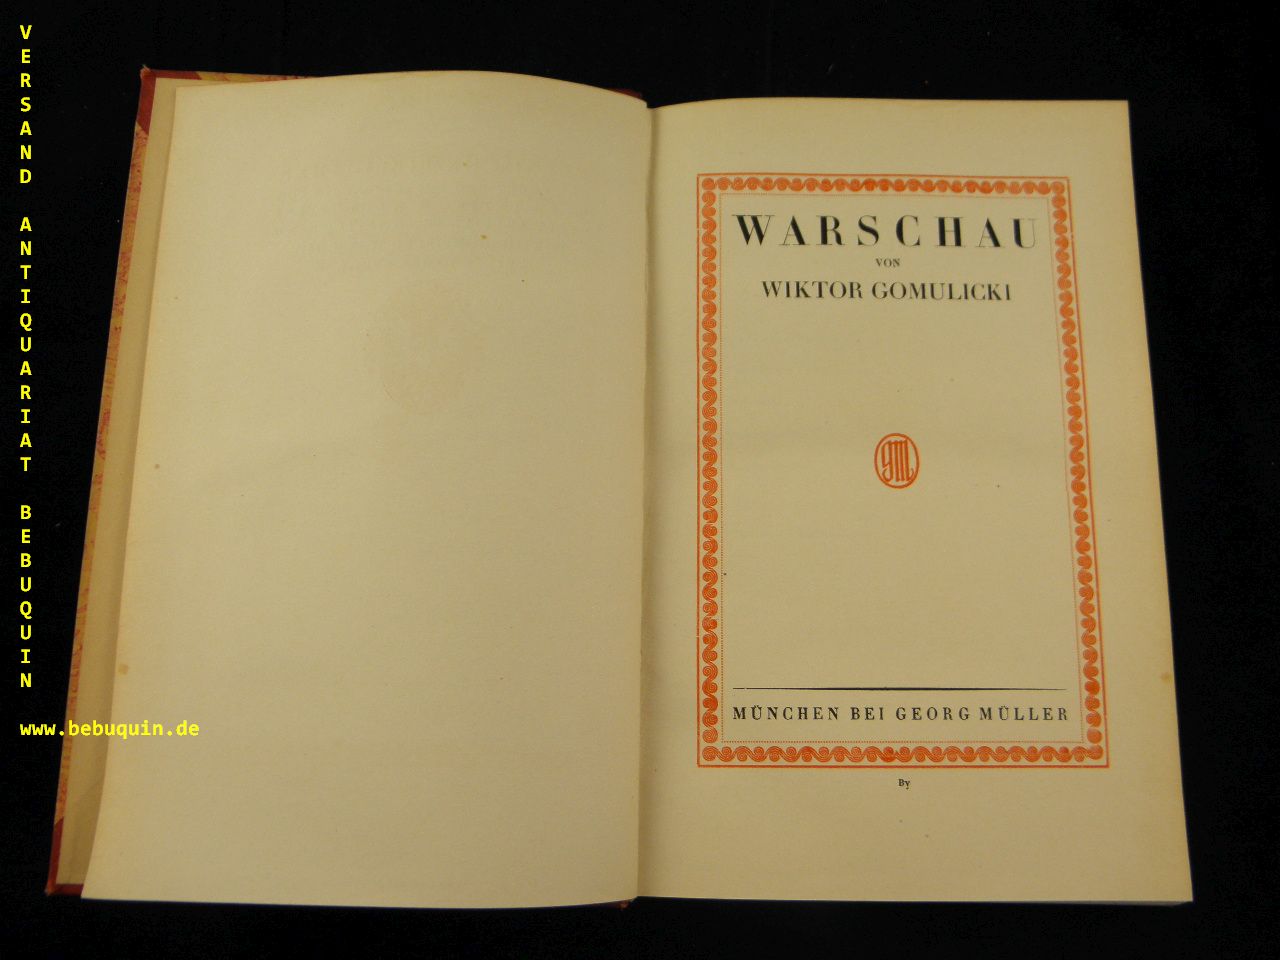 VERSAND ANTIQUARIAT BEBUQUIN
www.bebuquin.de
WARSCHAU
VON
WIKTOR GOMULICKI
GM
MÜNCHEN BEI GEORG MÜLLER
By